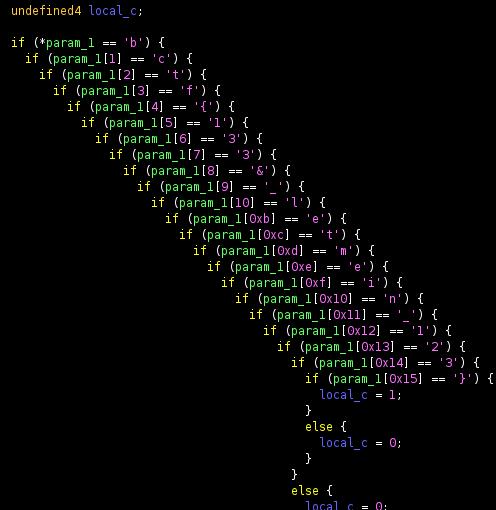 undefined4 local_c;
if (*param_1 == 'b') {
if (param_1[1] == 'c') {
if (param_1[2] == 't') {
if (param_1[3] == 'f') {
if (param_1[4] == '{') {
if (param_1[5] == '1') {
if (param_1[6] == '3') {
if (param_1[7] == '3') {
if (param_1[8] == '&') {
if (param_1[9] == '_') {
if (param_1[10] == 'l') {
if (param_1[0xb] == 'e') {
if (param_1[0xc] == 't') {
if (param_1[0xd] == 'm') {
if (param_1[0xe] == 'e') {
if (param_1[0xf] == 'i') {
if (param_1[0x10] == 'n') {
if (param_1[0x11] == '_') {
if (param_1[0x12] == '1') {
if (param_1[0x13] == '2') {
if (param_1[0x14] == '3') {
if (param_1[0x15] == '}') {
local_c = 1;
}
else {
local_c = 0;
}
}
else {
local_c = 0;